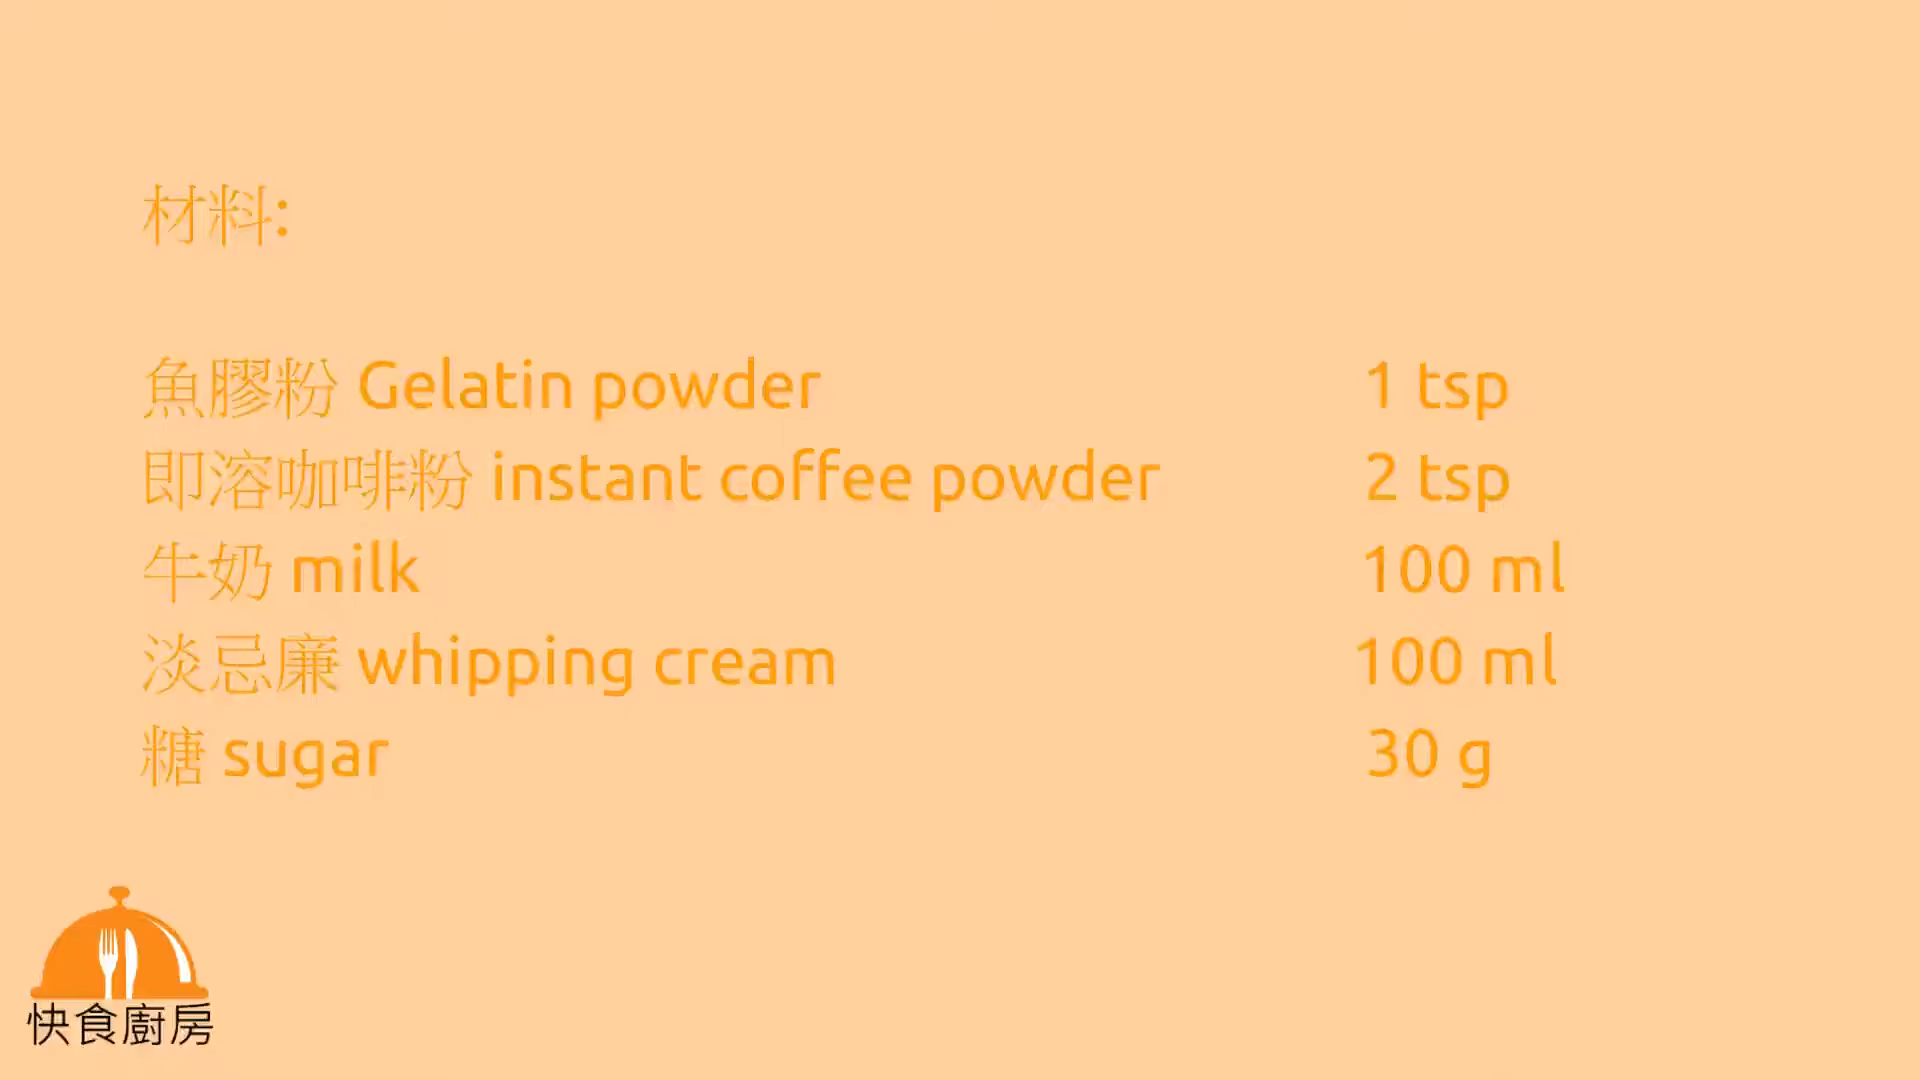 材料:
魚膠粉 Gelatin powder 1 tsp
即溶咖啡粉 instant coffee powder 2 tsp
牛奶 milk 100 ml
淡忌廉 whipping cream 100 ml
糖 sugar 30 g
快食廚房